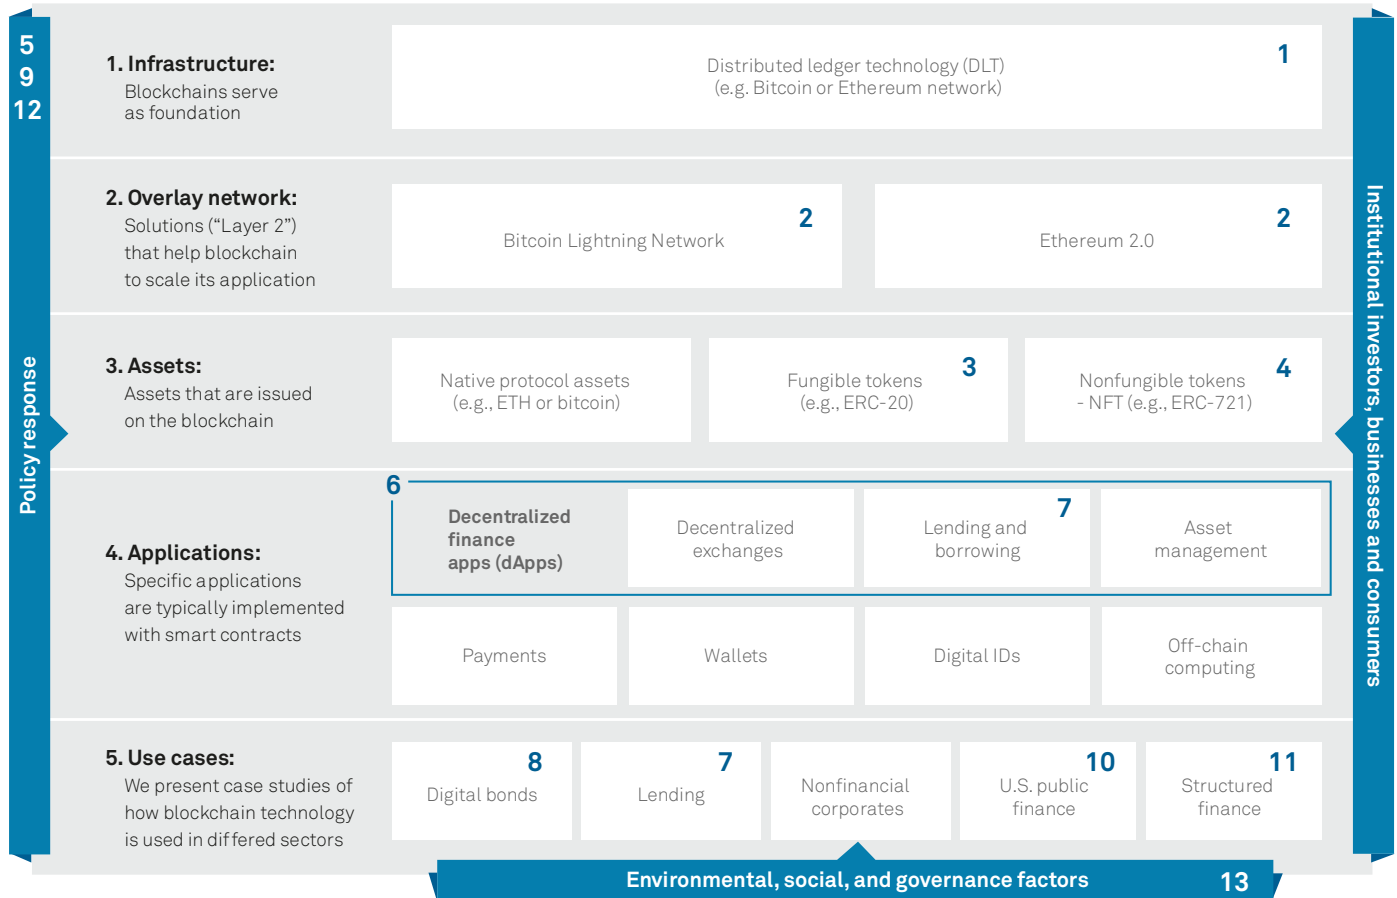 5
9
12
Policy response
1. Infrastructure:
Blockchains serve
as foundation
Distributed ledger technology (DLT)
(e.g. Bitcoin or Ethereum network)
1
2. Overlay network:
Solutions (“Layer 2”)
that help blockchain
to scale its application
Bitcoin Lightning Network
2
Ethereum 2.0
2
3. Assets:
Assets that are issued
on the blockchain
Native protocol assets
(e.g., ETH or bitcoin)
Fungible tokens
(e.g., ERC-20)
3
Nonfungible tokens
- NFT (e.g., ERC-721)
4
4. Applications:
Specific applications
are typically implemented
with smart contracts
6
Decentralized
finance
apps (dApps)
Decentralized
exchanges
Lending and
borrowing
7
Asset
management
Payments
Wallets
Digital IDs
Off-chain
computing
5. Use cases:
We present case studies of
how blockchain technology
is used in differed sectors
8
Digital bonds
7
Lending
Nonfinancial
corporates
10
U.S. public
finance
11
Structured
finance
Institutional investors, businesses and consumers
Environmental, social, and governance factors
13